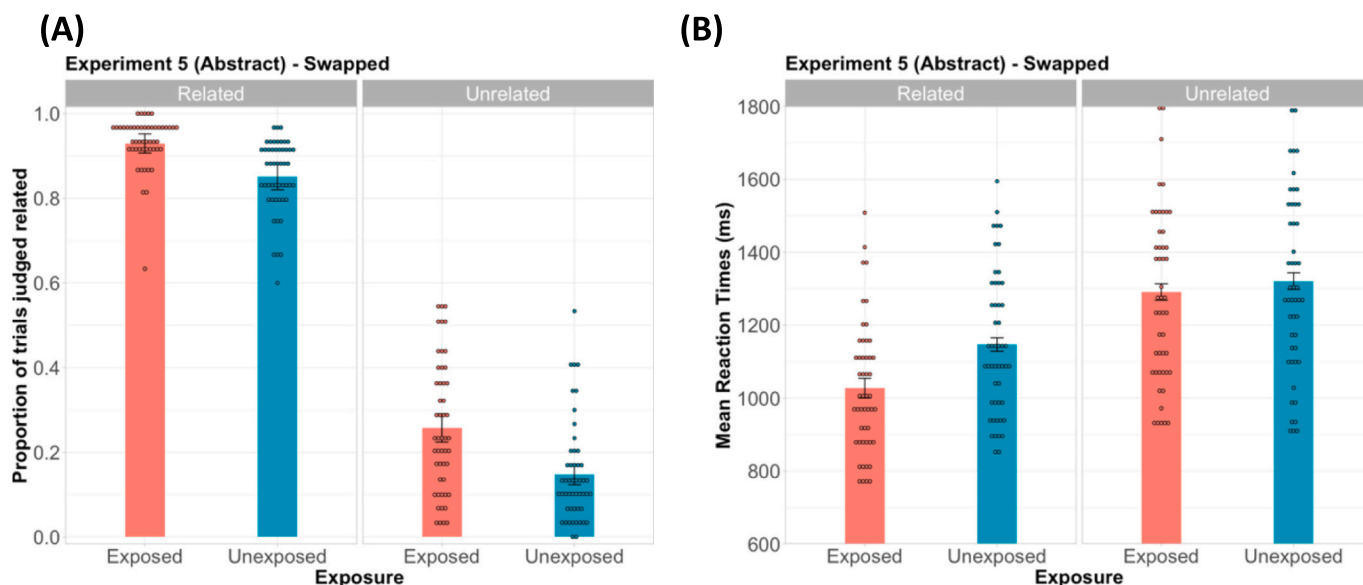 (A)
Experiment 5 (Abstract) - Swapped
Related
Unrelated
Proportion of trials judged related
1.0
0.8
0.6
0.4
0.2
0.0
Exposed
Unexposed
Exposed
Unexposed
Exposure
(B)
Experiment 5 (Abstract) - Swapped
Related
Unrelated
Mean Reaction Times (ms)
1800
1600
1400
1200
1000
800
600
Exposed
Unexposed
Exposed
Unexposed
Exposure